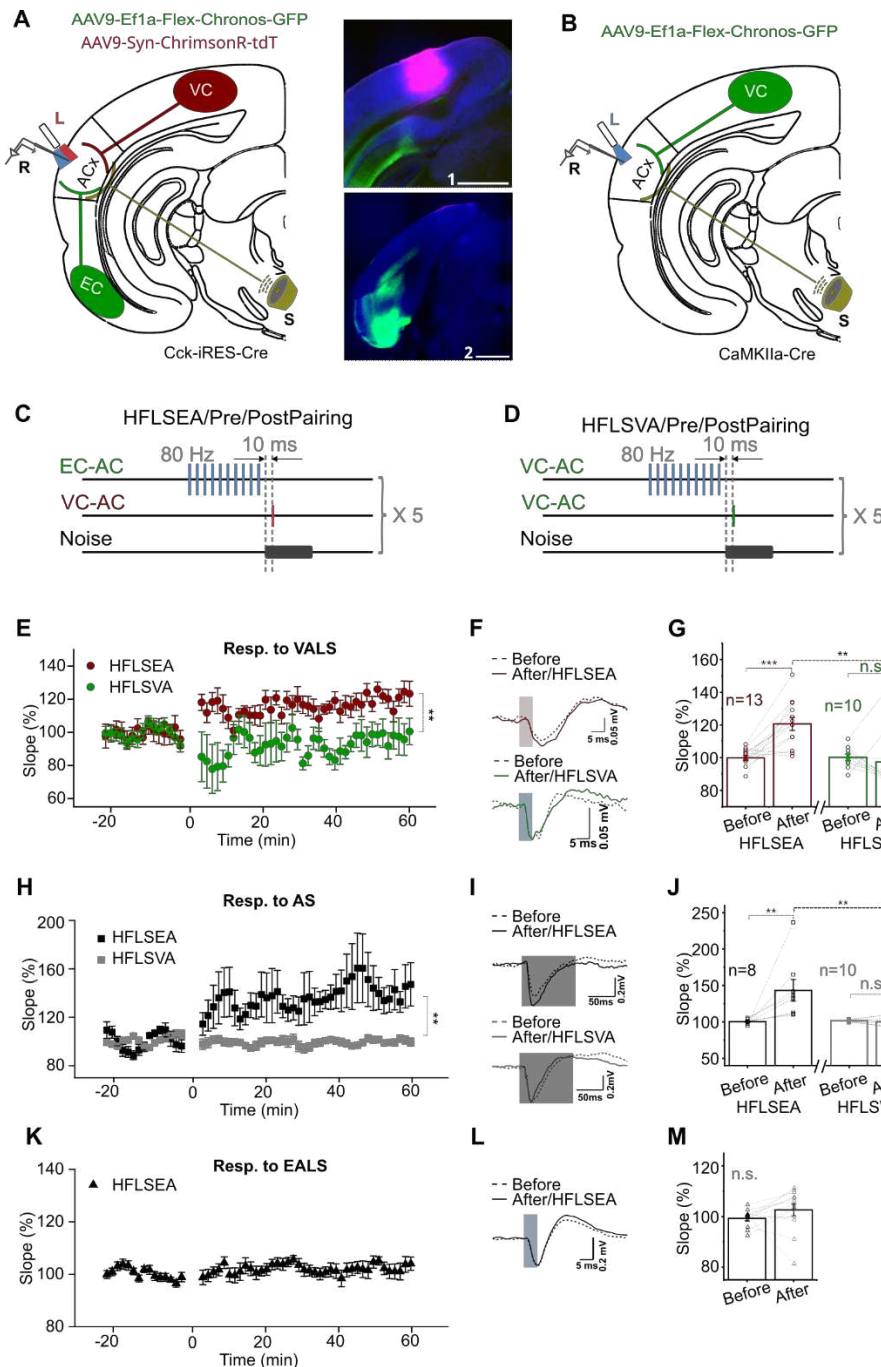 A
AAV9-Ef1a-Flex-Chronos-GFP
AAV9-Syn-ChrimsonR-tdT
VC
L
R
ACx
EC
S
Cck-iRES-Cre
1
2
B
AAV9-Ef1a-Flex-Chronos-GFP
VC
L
R
ACx
S
CaMKIIa-Cre
C
HFLSEA/Pre/PostPairing
10 ms
80 Hz
EC-AC
VC-AC
Noise
X 5
D
HFLSVA/Pre/PostPairing
10 ms
80 Hz
VC-AC
VC-AC
Noise
X 5
E
Resp. to VALS
HFLSEA
HFLSVA
**
Slope (%)
140
120
100
80
60
-20 0 20 40 60
Time (min)
F
Before
After/HFLSEA
5 ms
0.05 mV
Before
After/HFLSVA
5 ms
0.05 mV
G
Slope (%)
160
140
120
100
***
**
n.s.
n=13
n=10
Before After Before A
HFLSEA HFLS
H
Resp. to AS
HFLSEA
HFLSVA
**
Slope (%)
200
160
120
80
-20 0 20 40 60
Time (min)
I
Before
After/HFLSEA
50ms
0.2mV
Before
After/HFLSVA
50ms
0.2mV
J
Slope (%)
250
200
150
100
50
**
**
n.s
n=8
n=10
Before After Before A
HFLSEA HFLSV
K
Resp. to EALS
HFLSEA
Slope (%)
140
120
100
80
-20 0 20 40 60
Time (min)
L
Before
After/HFLSEA
5 ms
0.2 mV
M
Slope (%)
120
100
80
n.s.
Before After